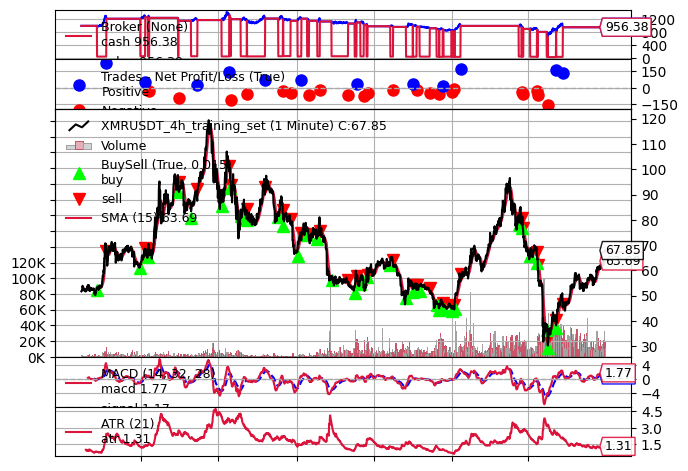 Broker (None)
cash 956.38
1200
956.38
400
0
Trades - Net Profit/Loss (True)
Positive
150
0
−150
XMRUSDT_4h_training_set (1 Minute) C:67.85
Volume
BuySell (True, 0.015)
buy
sell
SMA (15) 63.69
120
110
100
90
80
70
67.85
60
50
40
30
120K
100K
80K
60K
40K
20K
0K
MACD (14, 32, 28)
macd 1.77
4
1.77
0
−4
ATR (21)
atr 1.31
4.5
3.0
1.5
1.31